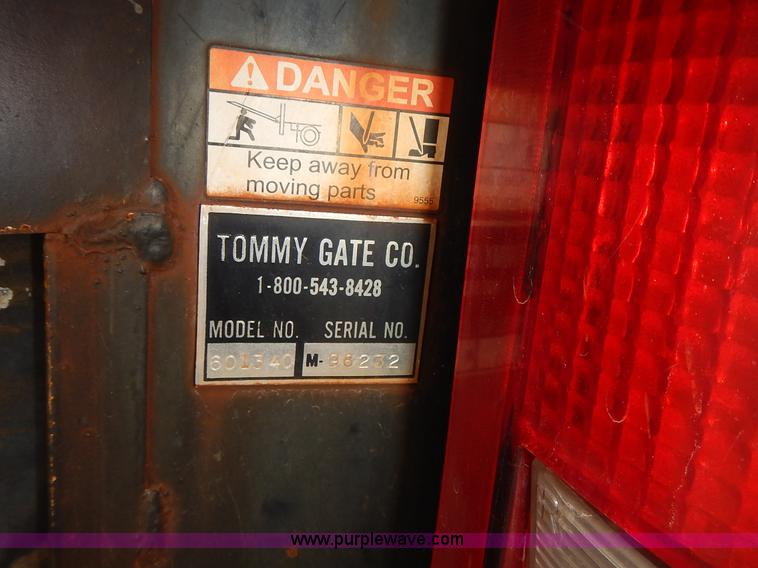 DANGER
Keep away from
moving parts
9555
TOMMY GATE CO.
1-800-543-8428
MODEL NO. SERIAL NO.
601340 M-96232
www.purplewave.com